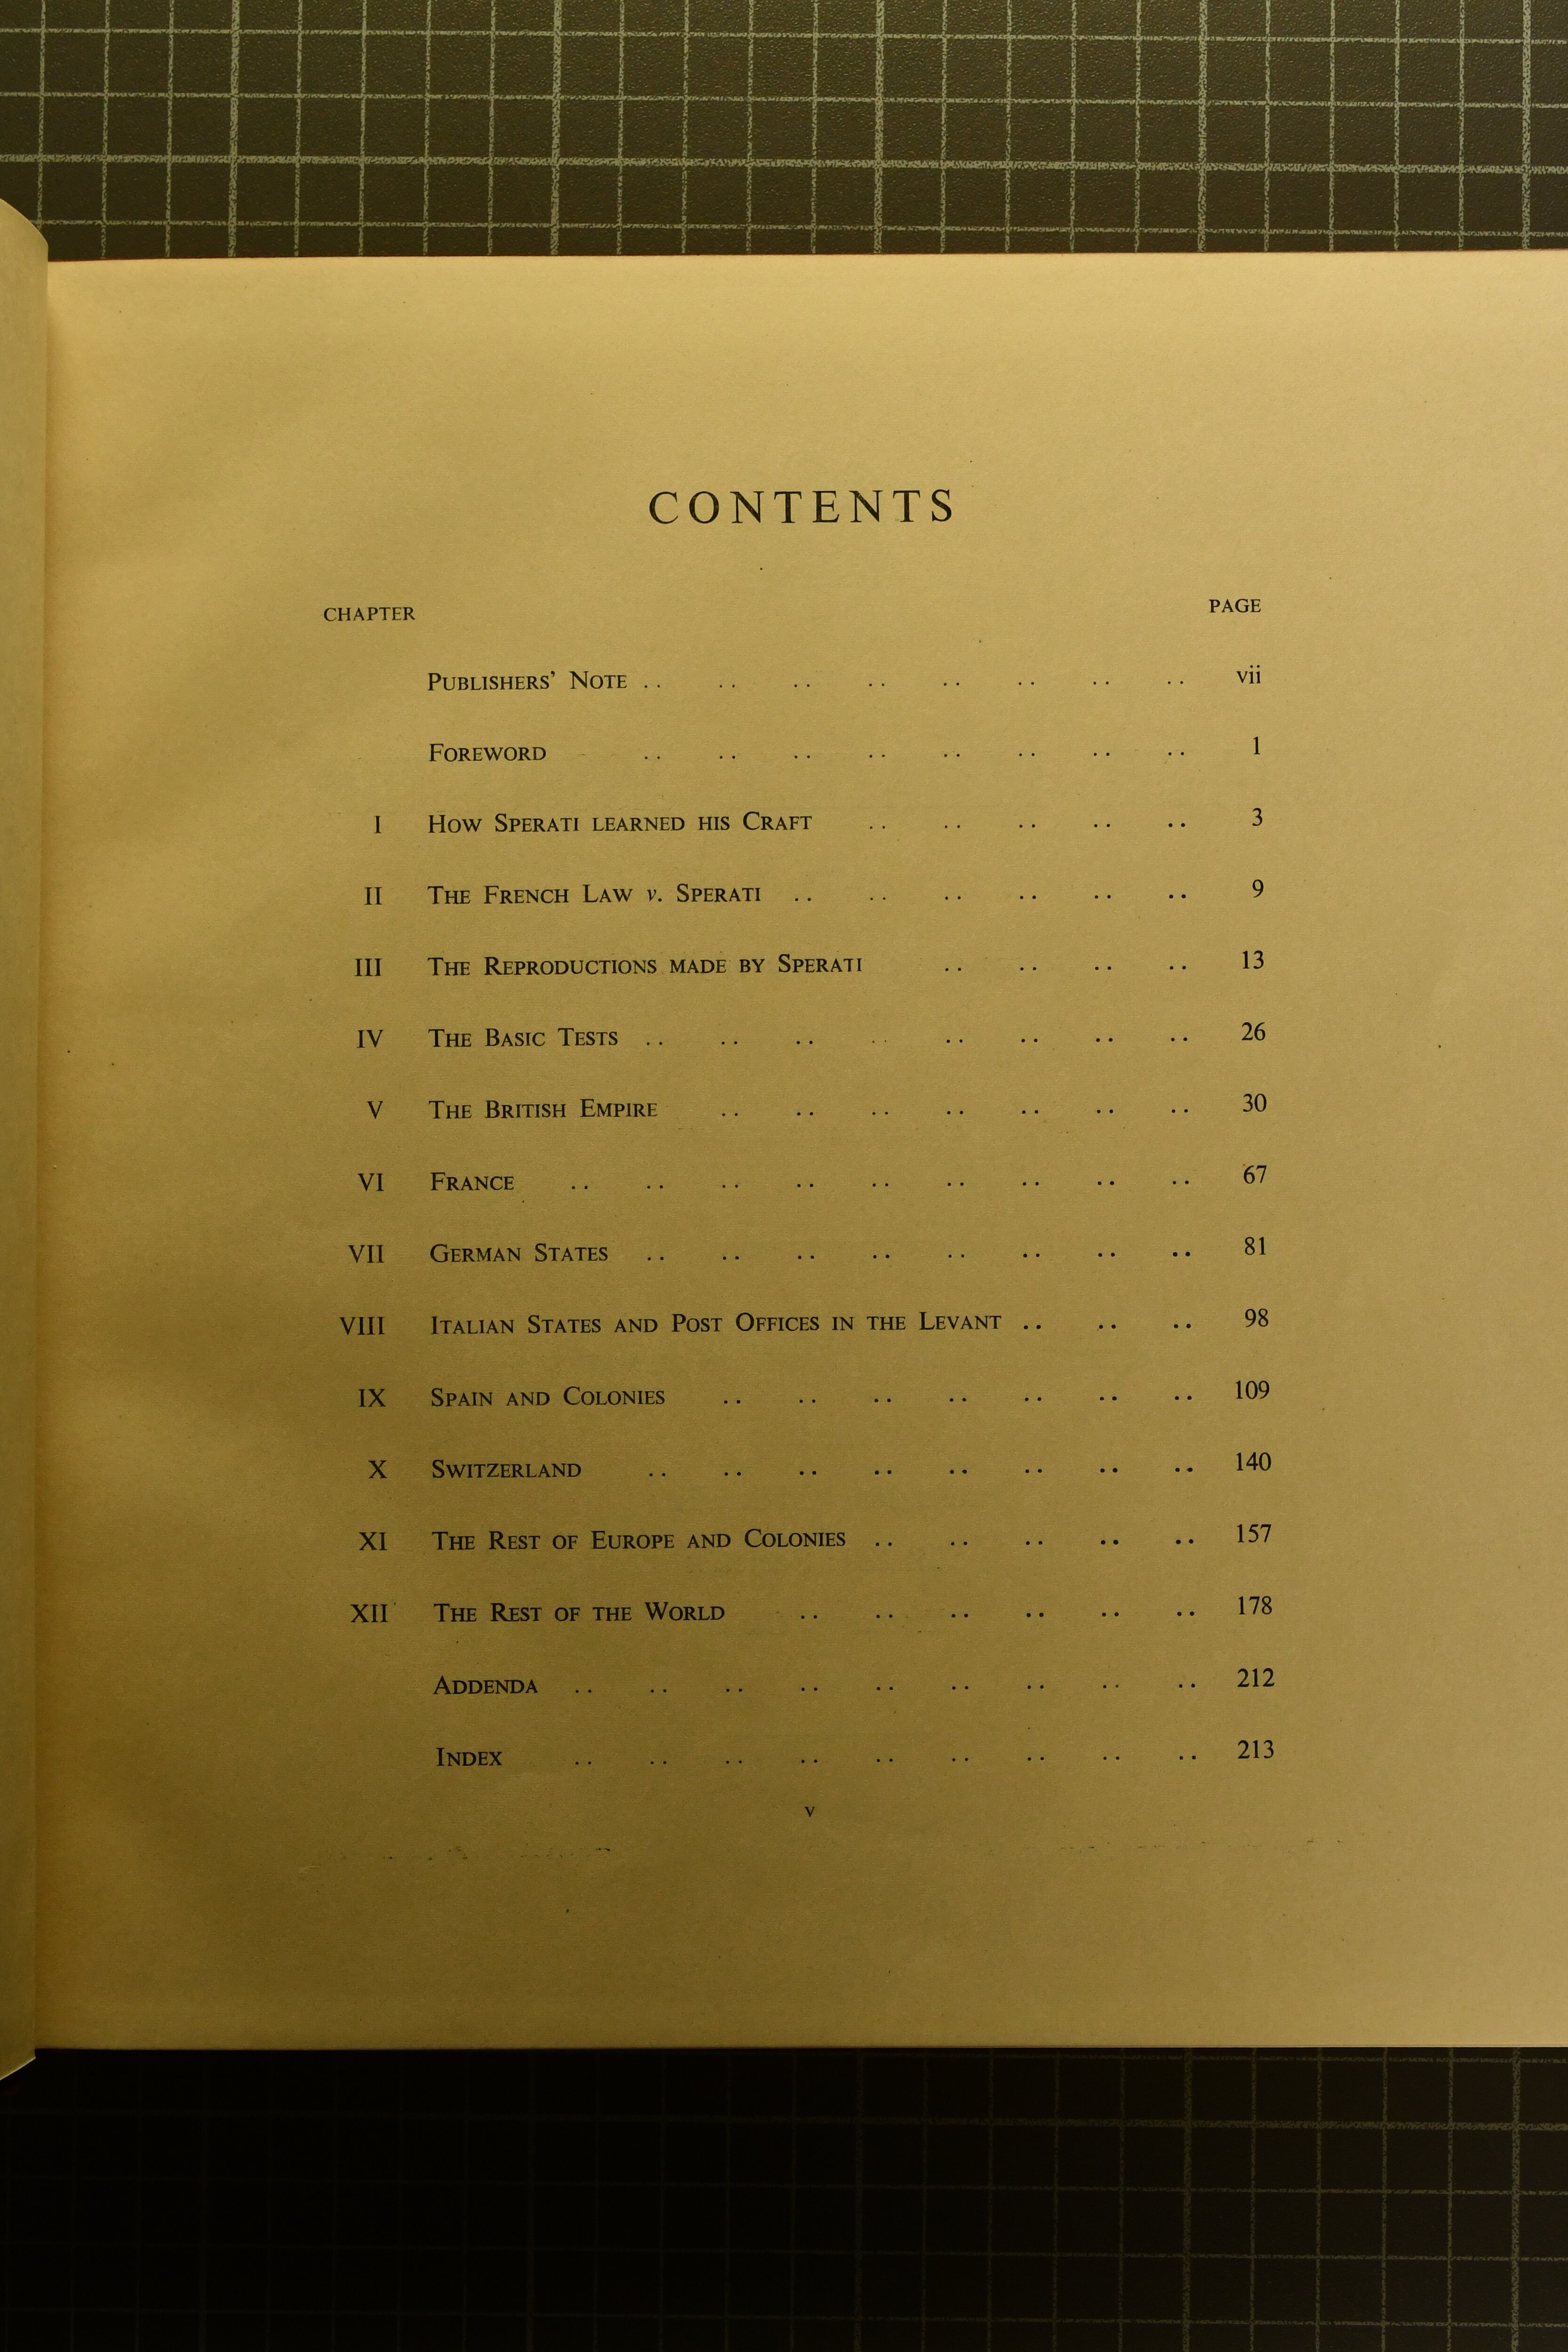 CONTENTS
CHAPTER PAGE
PUBLISHERS' NOTE .. .. .. .. .. .. .. .. vii
FOREWORD .. .. .. .. .. .. .. .. 1
I HOW SPERATI LEARNED HIS CRAFT .. .. .. .. .. 3
II THE FRENCH LAW v. SPERATI .. .. .. .. .. .. 9
III THE REPRODUCTIONS MADE BY SPERATI .. .. .. .. 13
IV THE BASIC TESTS .. .. .. .. .. .. .. .. 26
V THE BRITISH EMPIRE .. .. .. .. .. .. .. 30
VI FRANCE .. .. .. .. .. .. .. .. .. 67
VII GERMAN STATES .. .. .. .. .. .. .. .. 81
VIII ITALIAN STATES AND POST OFFICES IN THE LEVANT .. .. .. 98
IX SPAIN AND COLONIES .. .. .. .. .. .. .. 109
X SWITZERLAND .. .. .. .. .. .. .. .. 140
XI THE REST OF EUROPE AND COLONIES .. .. .. .. .. 157
XII THE REST OF THE WORLD .. .. .. .. .. .. 178
ADDENDA .. .. .. .. .. .. .. .. .. 212
INDEX .. .. .. .. .. .. .. .. .. 213
v